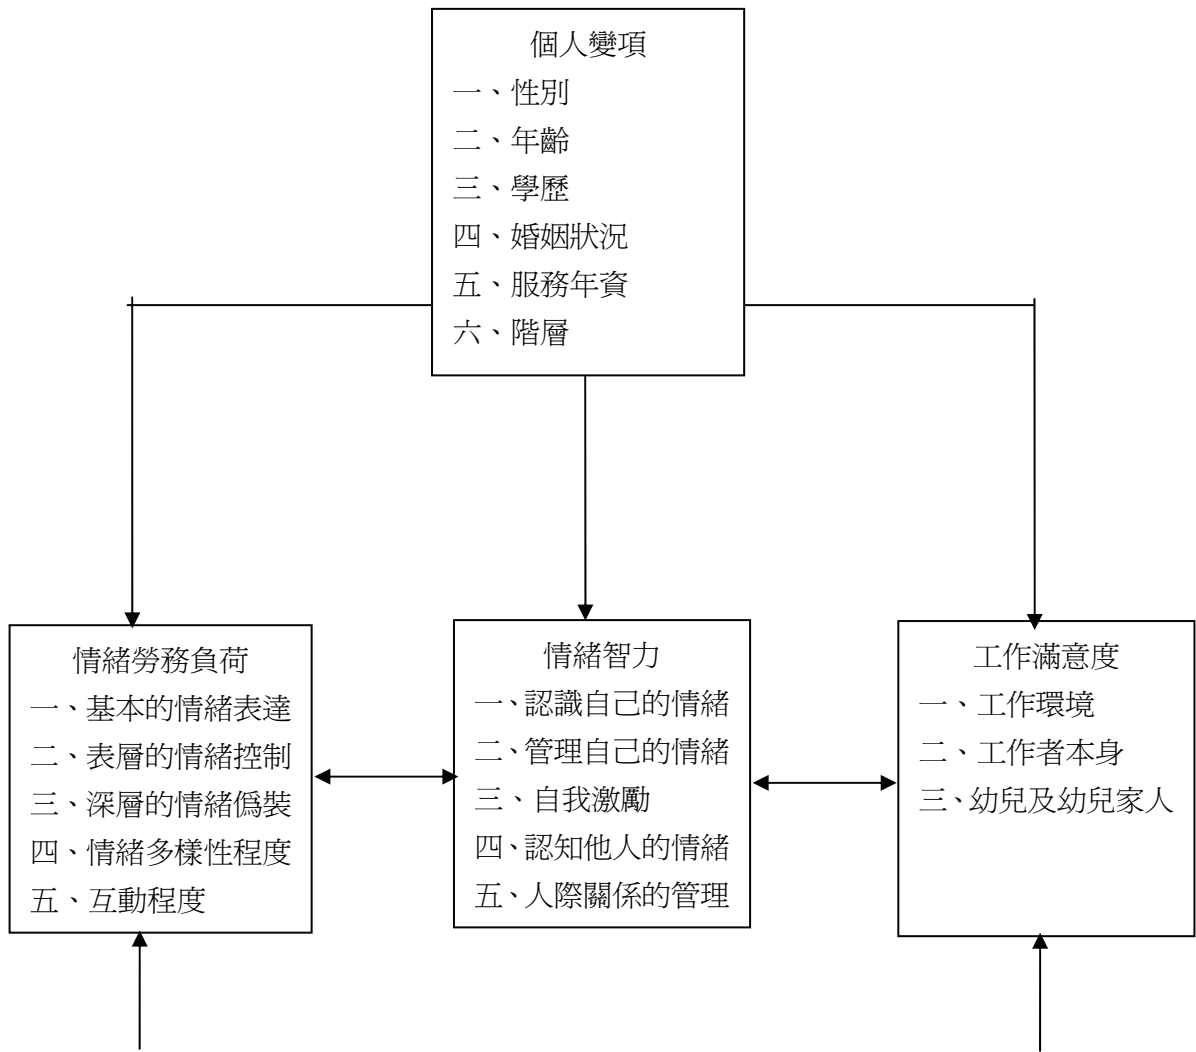 個人變項
一、性別
二、年齡
三、學歷
四、婚姻狀況
五、服務年資
六、階層
情緒勞務負荷
一、基本的情緒表達
二、表層的情緒控制
三、深層的情緒偽裝
四、情緒多樣性程度
五、互動程度
情緒智力
一、認識自己的情緒
二、管理自己的情緒
三、自我激勵
四、認知他人的情緒
五、人際關係的管理
工作滿意度
一、工作環境
二、工作者本身
三、幼兒及幼兒家人